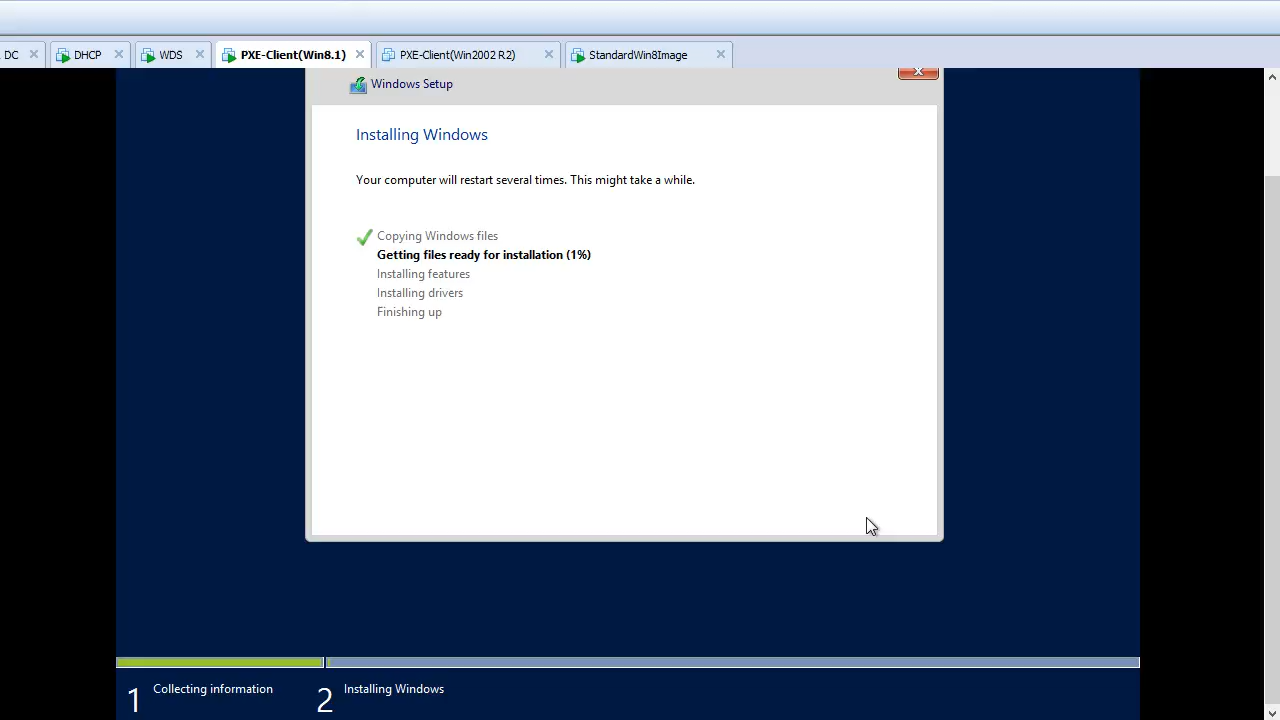 DC
DHCP
WDS
PXE-Client(Win8.1)
PXE-Client(Win2002 R2)
StandardWin8Image
Windows Setup
Installing Windows
Your computer will restart several times. This might take a while.
Copying Windows files
Getting files ready for installation (1%)
Installing features
Installing drivers
Finishing up
1 Collecting information
2 Installing Windows